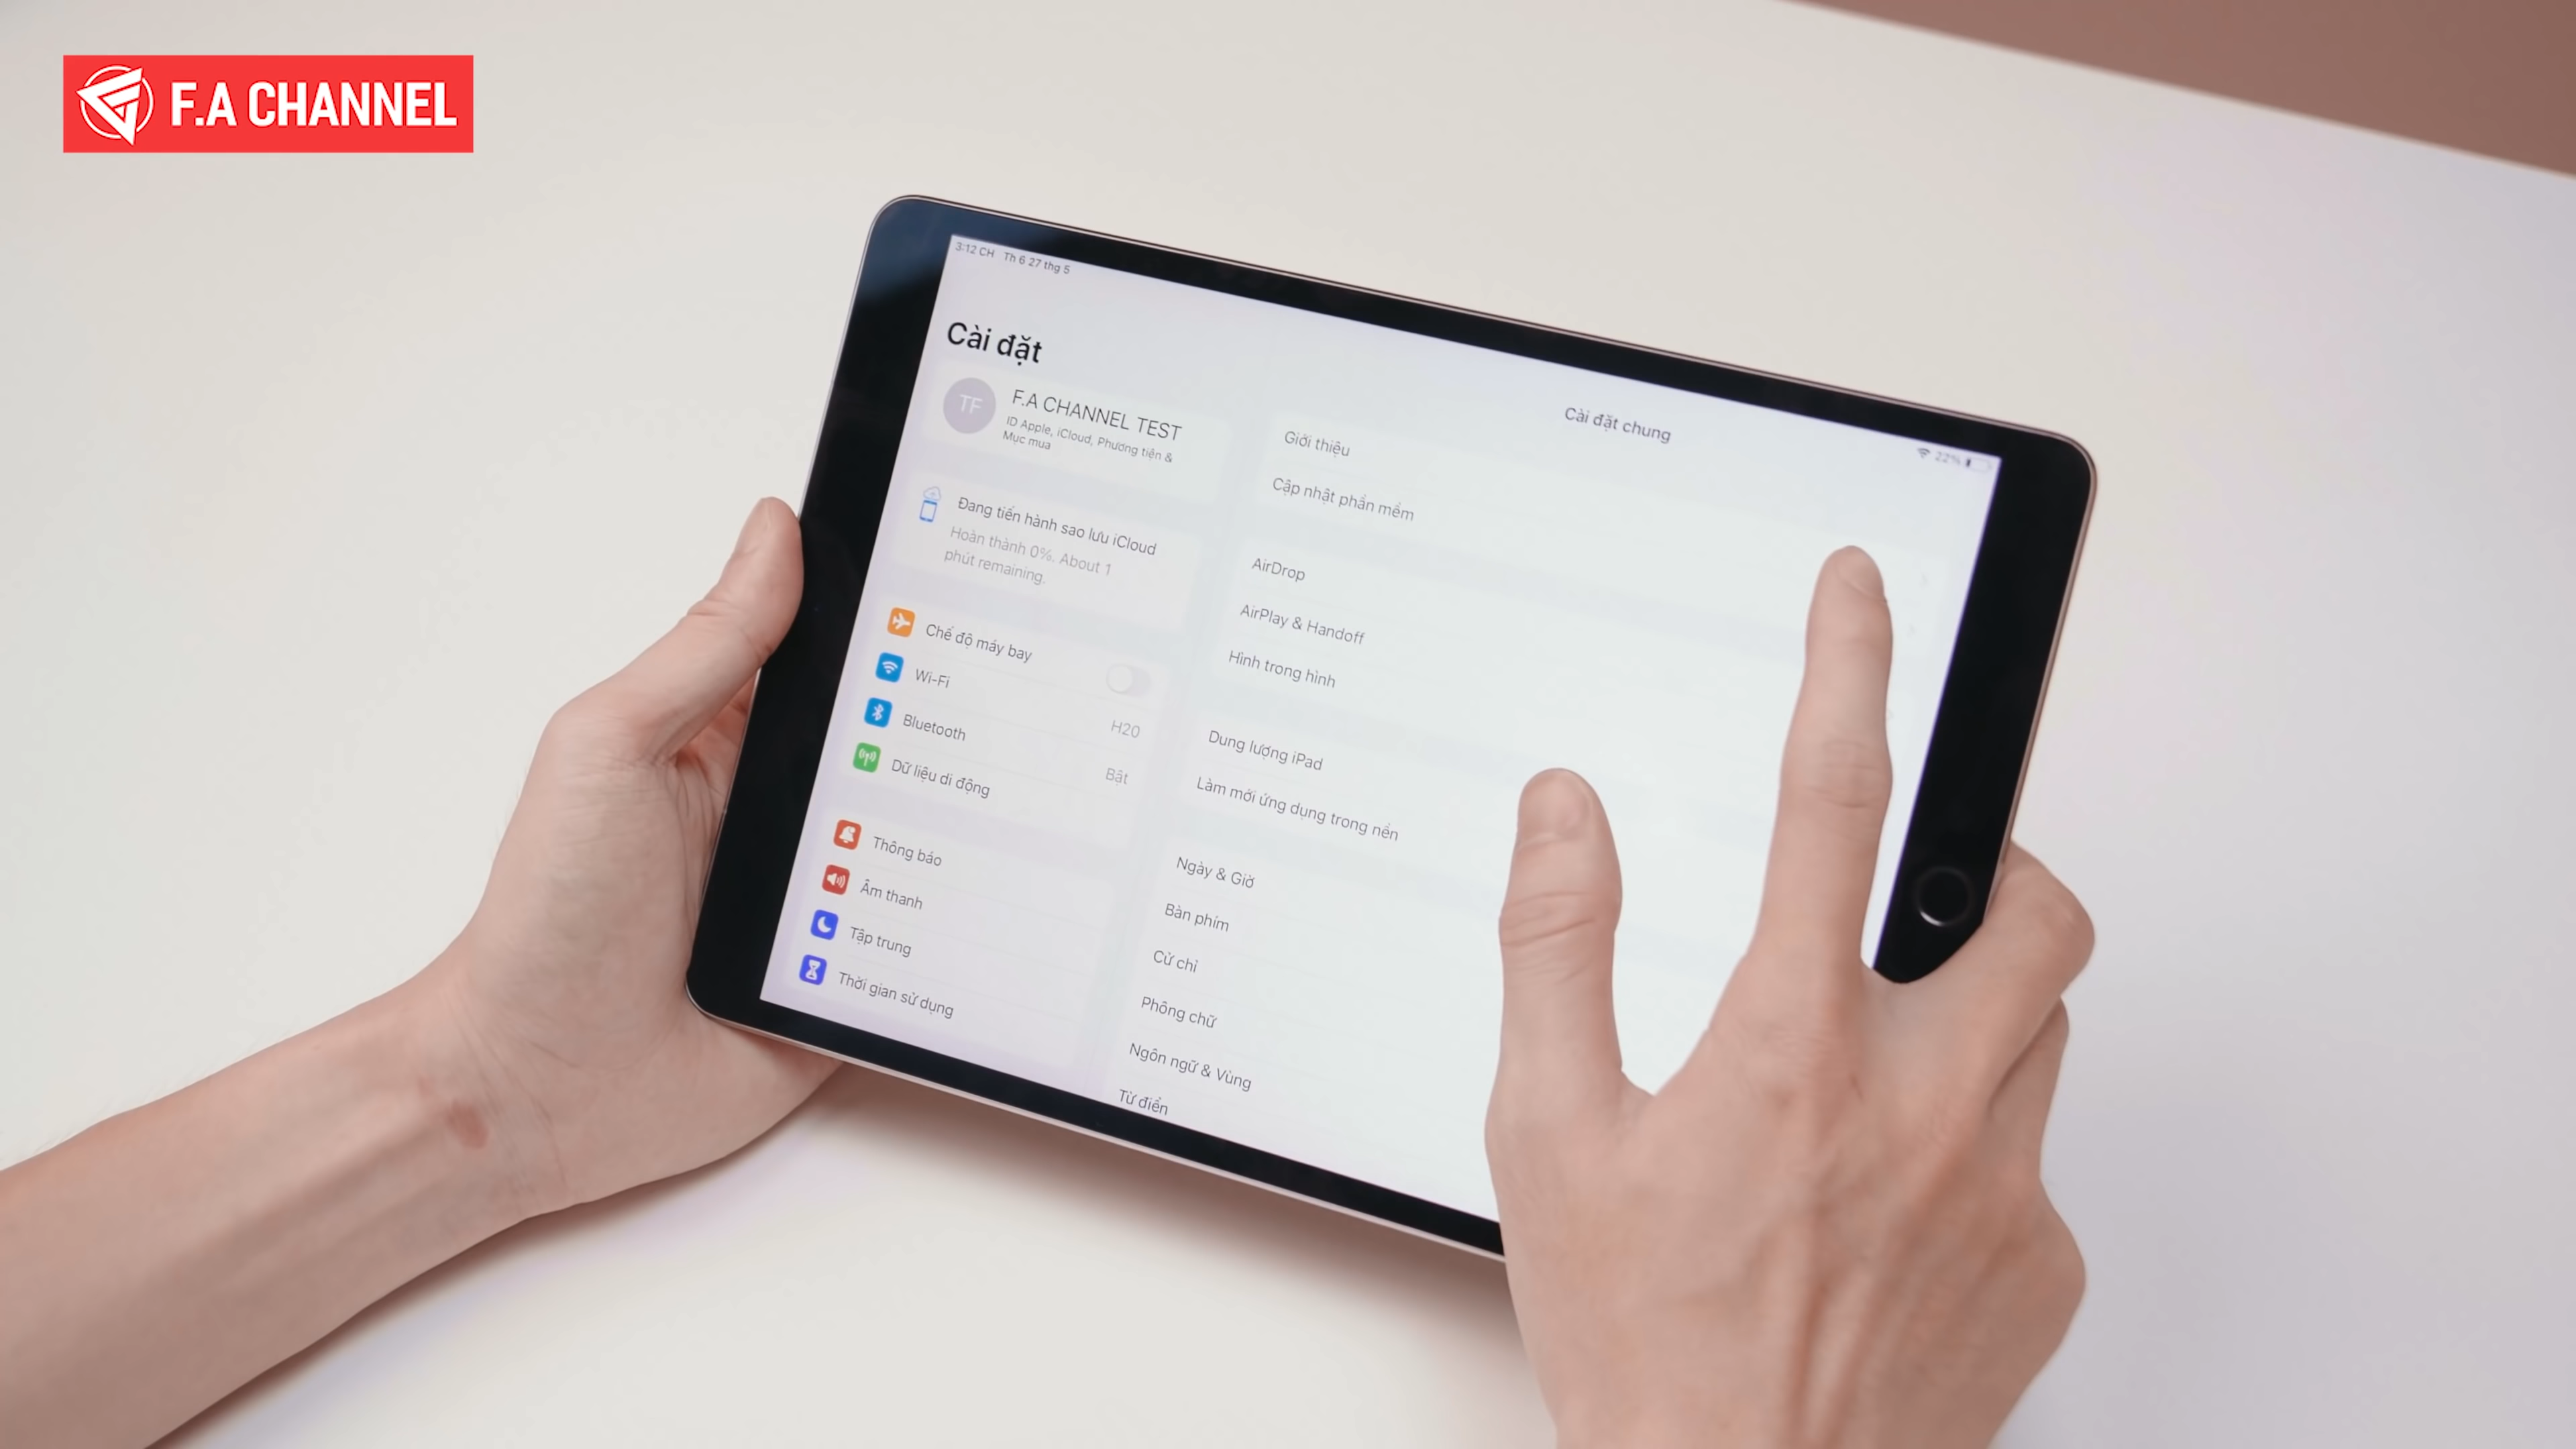 F.A CHANNEL
3:12 CH Th 6 27 thg 5
22%
Cài đặt
TF
F.A CHANNEL TEST
ID Apple, iCloud, Phương tiện &
Mục mua
Đang tiến hành sao lưu iCloud
Hoàn thành 0%. About 1
phút remaining.
Chế độ máy bay
Wi-Fi
H20
Bluetooth
Bật
Dữ liệu di động
Thông báo
Âm thanh
Tập trung
Thời gian sử dụng
Cài đặt chung
Giới thiệu
Cập nhật phần mềm
AirDrop
AirPlay & Handoff
Hình trong hình
Dung lượng iPad
Làm mới ứng dụng trong nền
Ngày & Giờ
Bàn phím
Cử chỉ
Phông chữ
Ngôn ngữ & Vùng
Từ điển